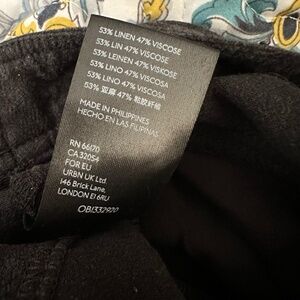 53% LINEN 47% VISCOSE
53% LIN 47% VISCOSE
53% LEINEN 47% VISKOSE
53% LINO 47% VISCOSA
53% LINO 47% VISCOSA
53% 亚麻 47% 粘胶纤维
MADE IN PHILIPPINES
HECHO EN LAS FILIPINAS
RN 66170
CA 32054
FOR EU
URBN UK Ltd
146 Brick Lane,
LONDON E1 6RU
OB1332920